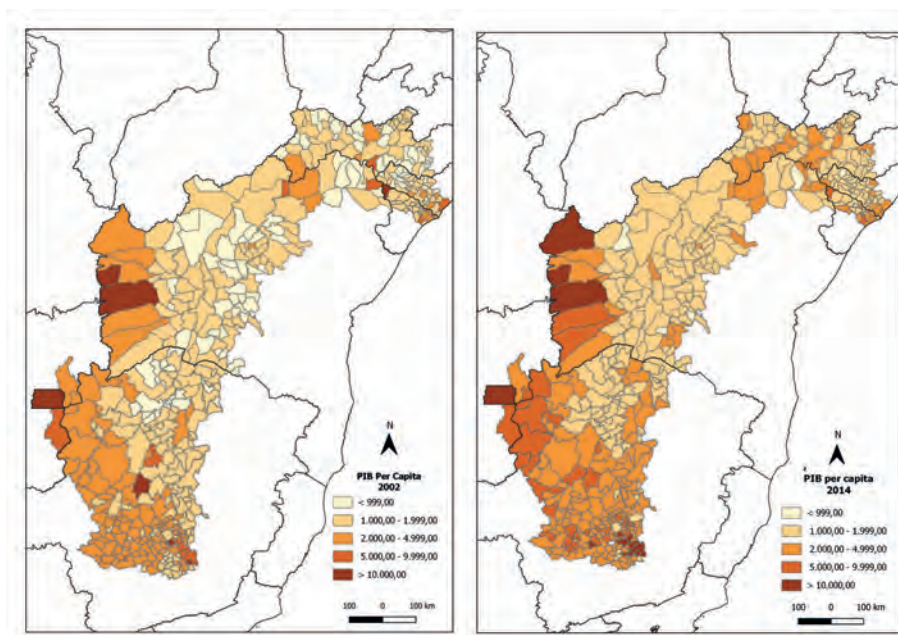 N
PIB Per Capita
2002
< 999,00
1.000,00 - 1.999,00
2.000,00 - 4.999,00
5.000,00 - 9.999,00
> 10.000,00
100 0 100 km
N
PIB per capita
2014
< 999,00
1.000,00 - 1.999,00
2.000,00 - 4.999,00
5.000,00 - 9.999,00
> 10.000,00
100 0 100 km